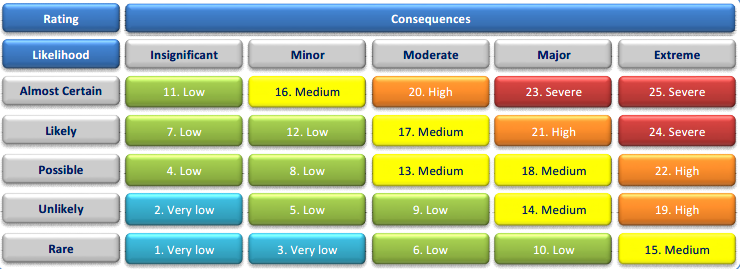 Rating Consequences
Likelihood Insignificant Minor Moderate Major Extreme
Almost Certain 11. Low 16. Medium 20. High 23. Severe 25. Severe
Likely 7. Low 12. Low 17. Medium 21. High 24. Severe
Possible 4. Low 8. Low 13. Medium 18. Medium 22. High
Unlikely 2. Very low 5. Low 9. Low 14. Medium 19. High
Rare 1. Very low 3. Very low 6. Low 10. Low 15. Medium